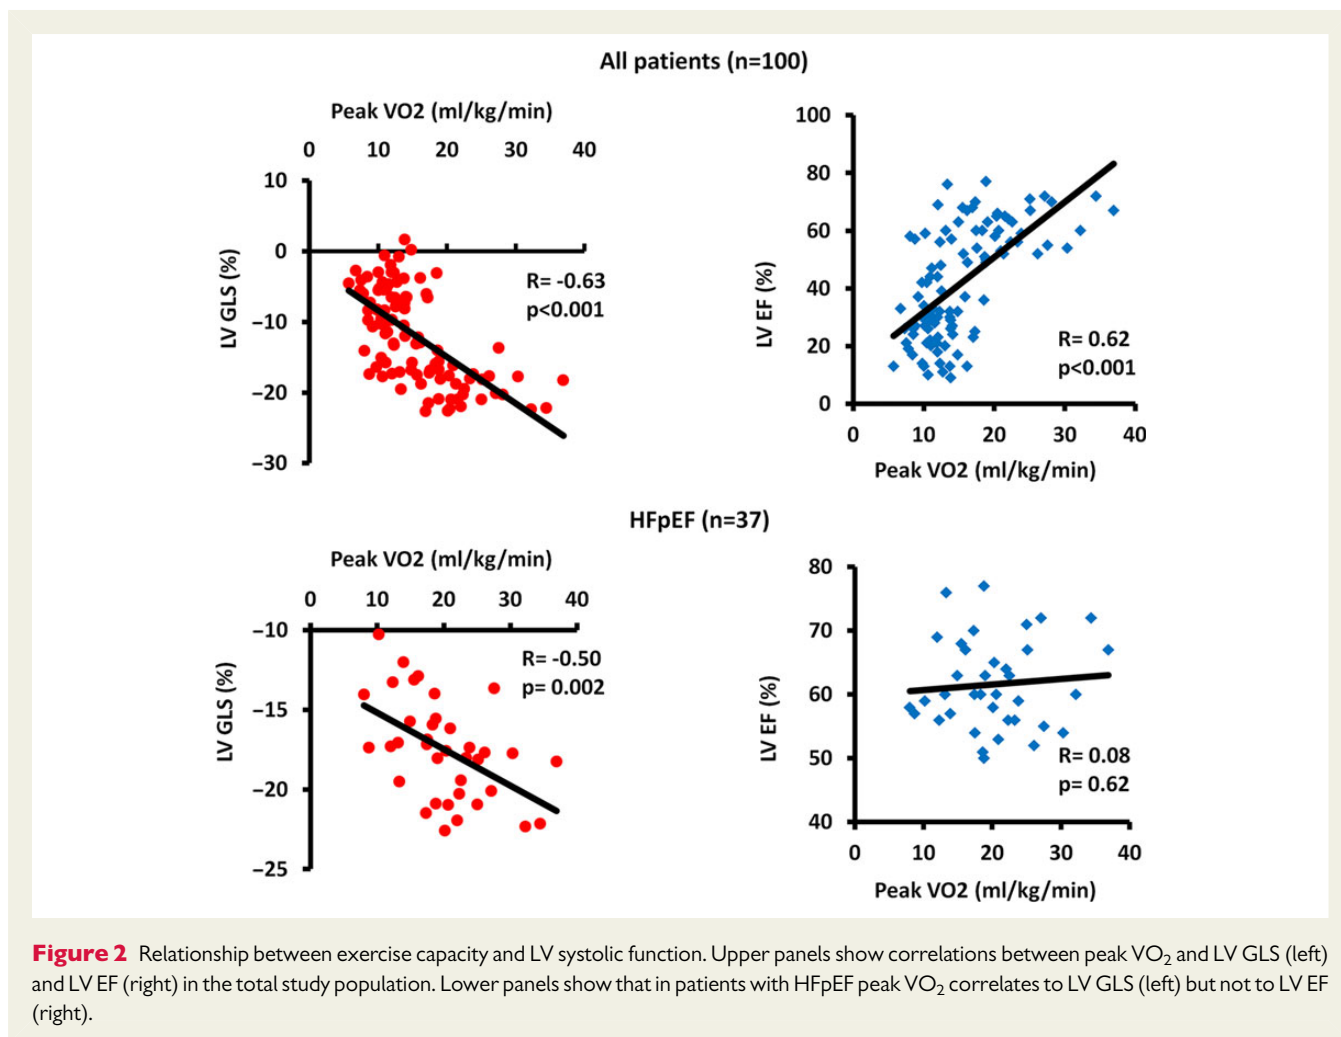 All patients (n=100)
Peak VO2 (ml/kg/min)
0 10 20 30 40
10
0
−10
−20
−30
LV GLS (%)
R= -0.63
p<0.001
100
80
60
40
20
0
LV EF (%)
R= 0.62
p<0.001
0 10 20 30 40
Peak VO2 (ml/kg/min)
HFpEF (n=37)
Peak VO2 (ml/kg/min)
0 10 20 30 40
−10
−15
−20
−25
LV GLS (%)
R= -0.50
p= 0.002
80
70
60
50
40
LV EF (%)
R= 0.08
p= 0.62
0 10 20 30 40
Peak VO2 (ml/kg/min)
Figure 2 Relationship between exercise capacity and LV systolic function. Upper panels show correlations between peak VO₂ and LV GLS (left)
and LV EF (right) in the total study population. Lower panels show that in patients with HFpEF peak VO₂ correlates to LV GLS (left) but not to LV EF
(right).